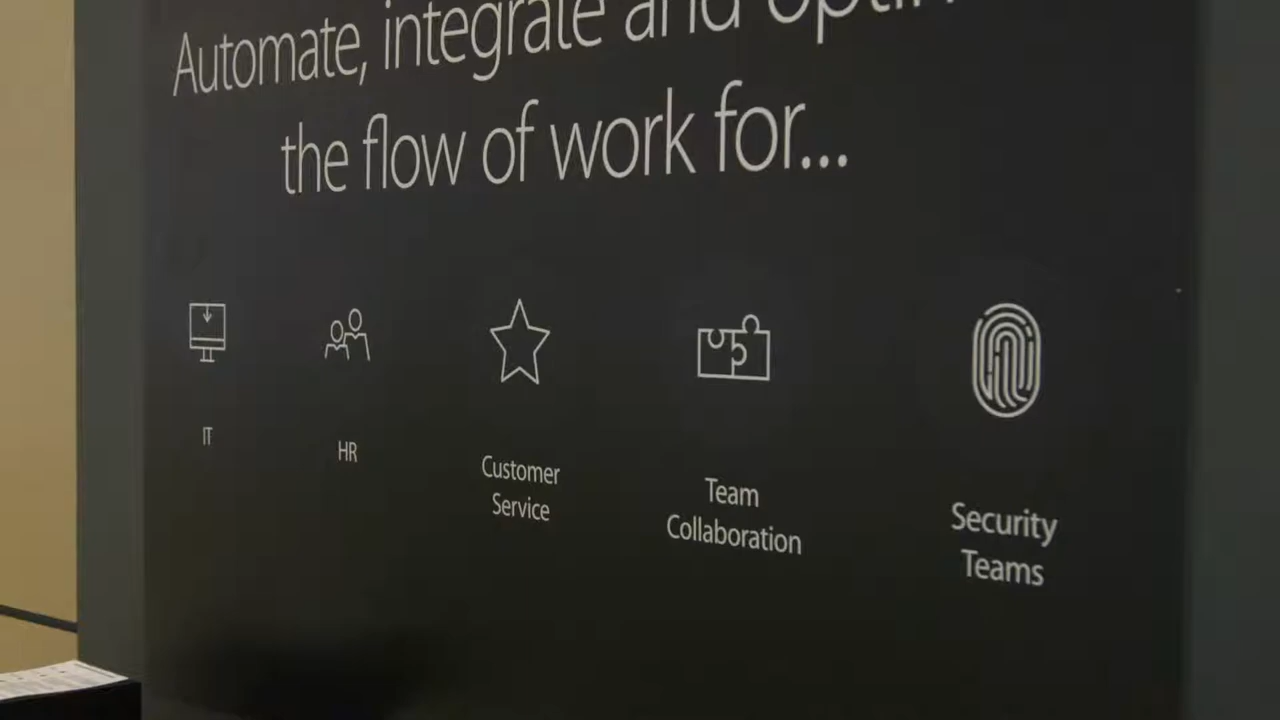 Automate, integrate and
the flow of work for...
IT
HR
Customer
Service
Team
Collaboration
Security
Teams